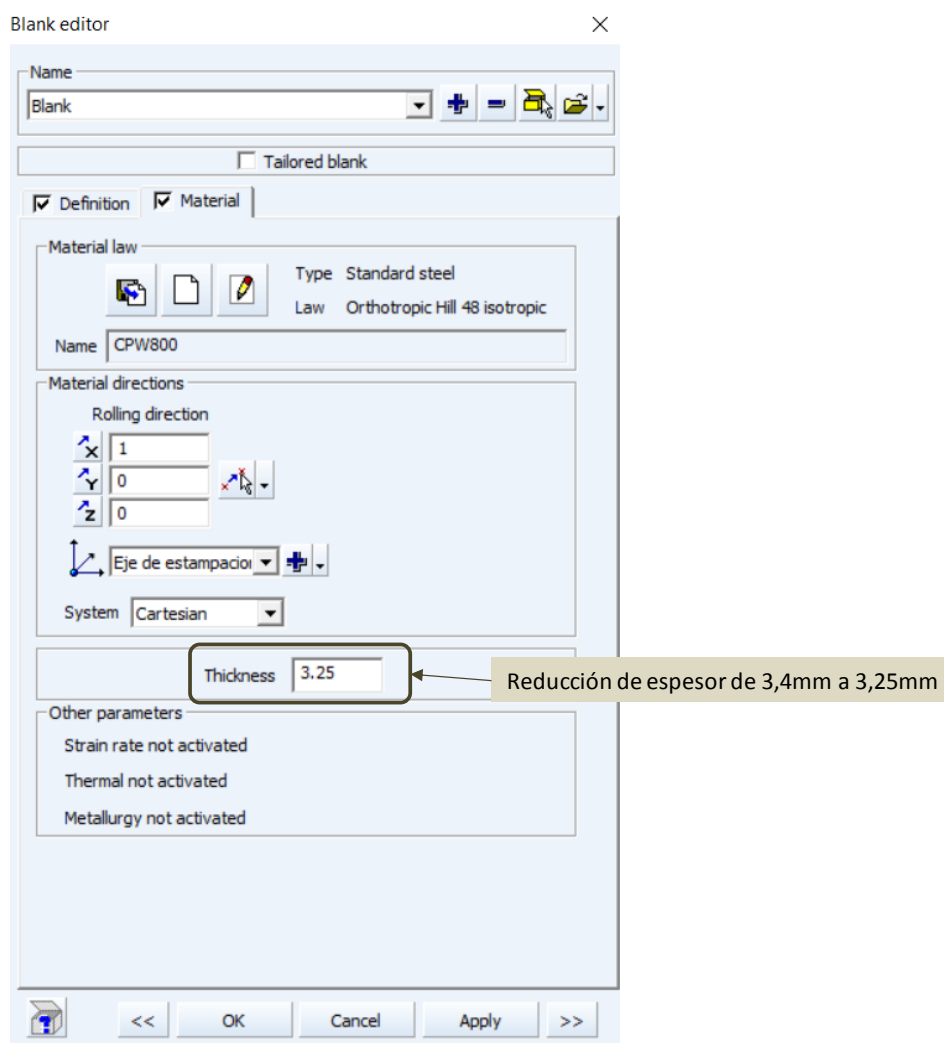 Blank editor
Name
Blank
Tailored blank
Definition
Material
Material law
Type Standard steel
Law Orthotropic Hill 48 isotropic
Name CPW800
Material directions
Rolling direction
X 1
Y 0
Z 0
Eje de estampacion
System Cartesian
Thickness 3.25
Reducción de espesor de 3,4mm a 3,25mm
Other parameters
Strain rate not activated
Thermal not activated
Metallurgy not activated
? << OK Cancel Apply >>